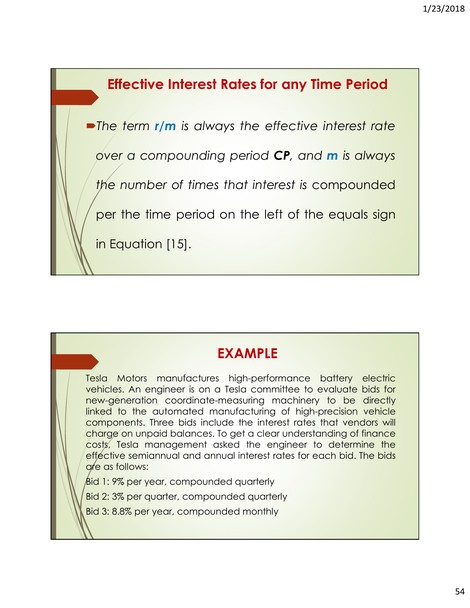 1/23/2018
Effective Interest Rates for any Time Period
The term r/m is always the effective interest rate
over a compounding period CP, and m is always
the number of times that interest is compounded
per the time period on the left of the equals sign
in Equation [15].
EXAMPLE
Tesla Motors manufactures high-performance battery electric
vehicles. An engineer is on a Tesla committee to evaluate bids for
new-generation coordinate-measuring machinery to be directly
linked to the automated manufacturing of high-precision vehicle
components. Three bids include the interest rates that vendors will
charge on unpaid balances. To get a clear understanding of finance
costs, Tesla management asked the engineer to determine the
effective semiannual and annual interest rates for each bid. The bids
are as follows:
Bid 1: 9% per year, compounded quarterly
Bid 2: 3% per quarter, compounded quarterly
Bid 3: 8.8% per year, compounded monthly
54